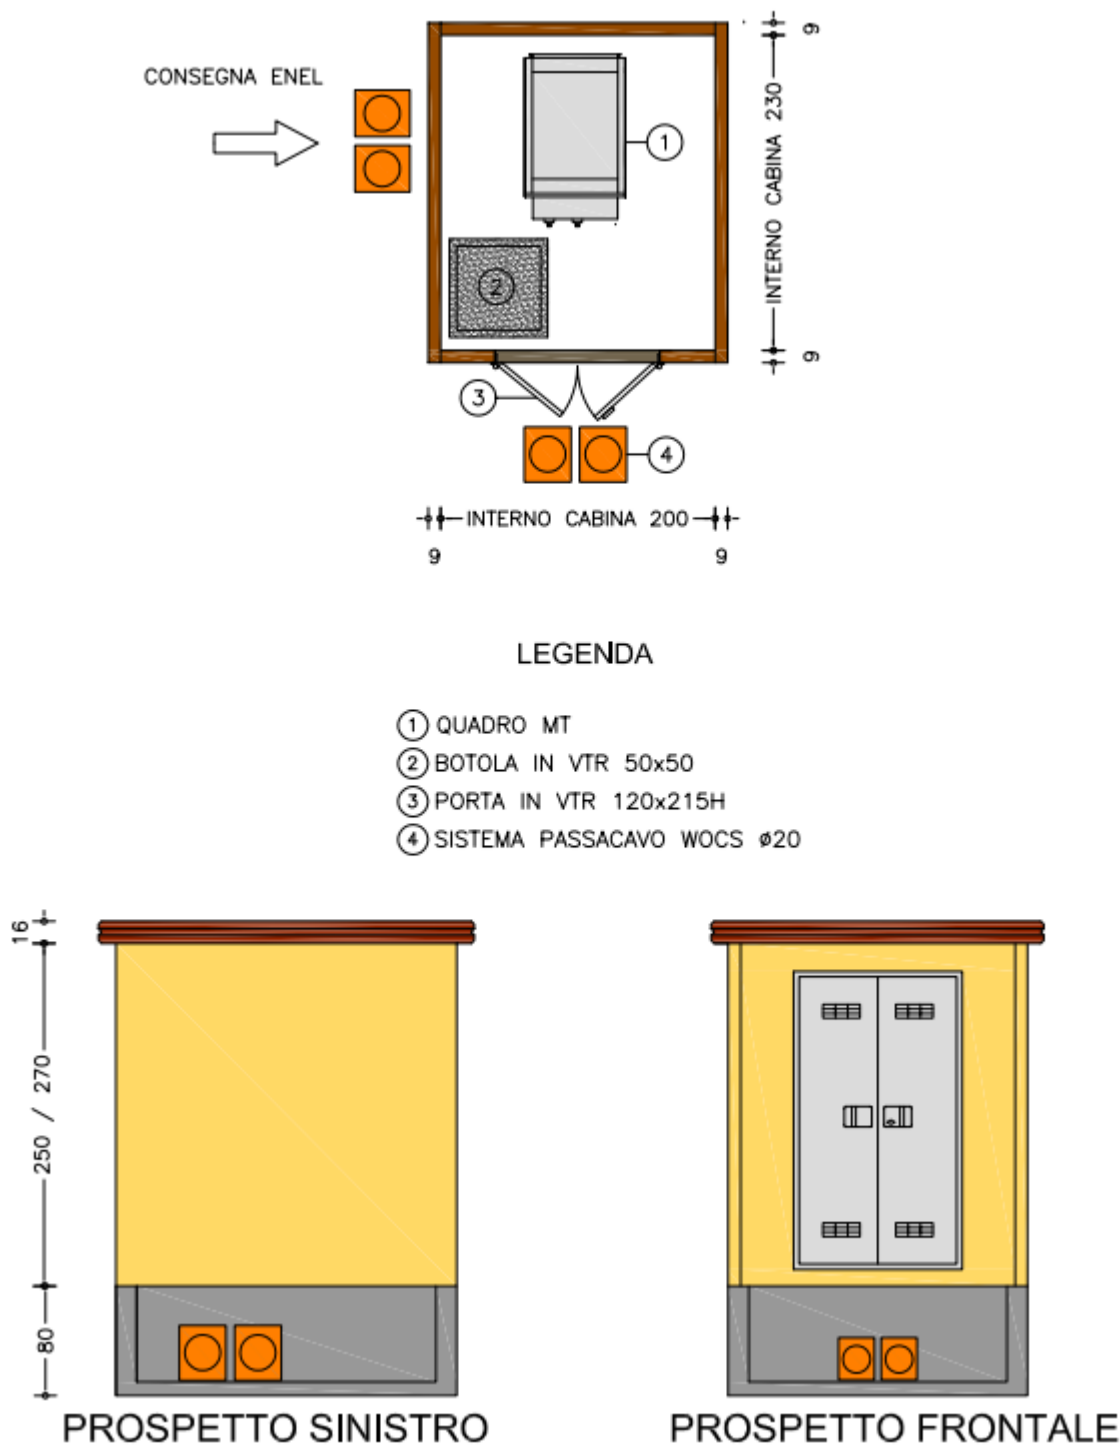 CONSEGNA ENEL
9
INTERNO CABINA 230
9
1
2
3
4
INTERNO CABINA 200
9
9
LEGENDA
1 QUADRO MT
2 BOTOLA IN VTR 50x50
3 PORTA IN VTR 120x215H
4 SISTEMA PASSACAVO WOCS ø20
16
250 / 270
80
PROSPETTO SINISTRO
PROSPETTO FRONTALE